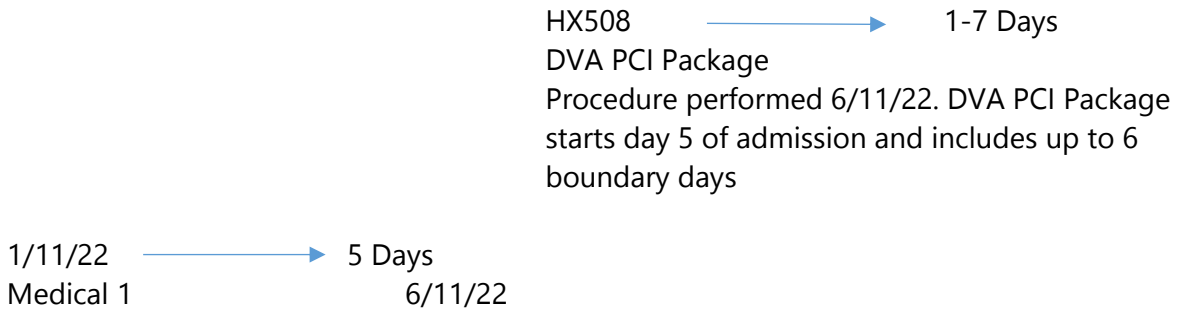 HX508 1-7 Days
DVA PCI Package
Procedure performed 6/11/22. DVA PCI Package
starts day 5 of admission and includes up to 6
boundary days
1/11/22 5 Days
Medical 1 6/11/22